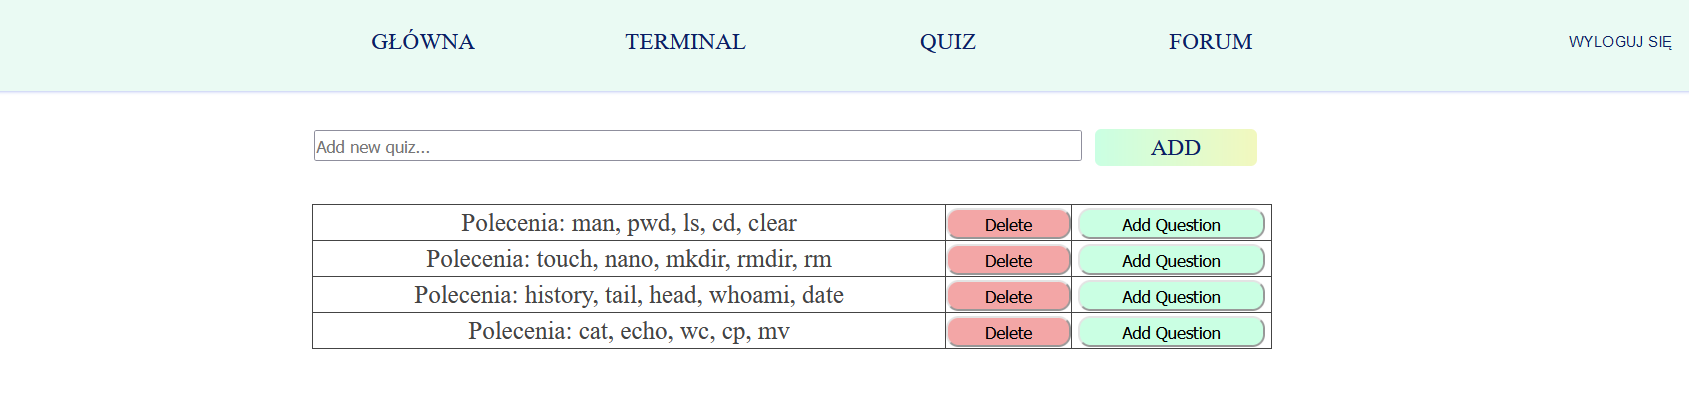 GŁÓWNA TERMINAL QUIZ FORUM WYLOGUJ SIĘ
Add new quiz... ADD
Polecenia: man, pwd, ls, cd, clear Delete Add Question
Polecenia: touch, nano, mkdir, rmdir, rm Delete Add Question
Polecenia: history, tail, head, whoami, date Delete Add Question
Polecenia: cat, echo, wc, cp, mv Delete Add Question